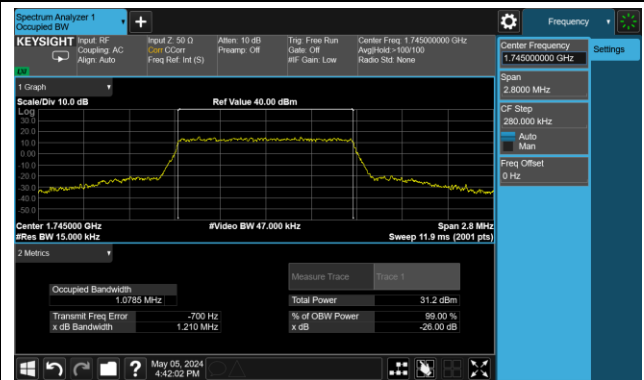 Spectrum Analyzer 1
Occupied BW
Frequency
KEYSIGHT
Input: RF
Coupling: AC
Align: Auto
Input Z: 50 Ω
Corr CCorr
Freq Ref: Int (S)
Atten: 10 dB
Preamp: Off
Trig: Free Run
Gate: Off
#IF Gain: Low
Center Freq: 1.745000000 GHz
Avg|Hold:>100/100
Radio Std: None
Center Frequency
1.745000000 GHz
Settings
Span
2.8000 MHz
CF Step
280.000 kHz
Auto
Man
Freq Offset
0 Hz
1 Graph
Scale/Div 10.0 dB
Ref Value 40.00 dBm
Log
30.0
20.0
10.0
0.00
-10.0
-20.0
-30.0
-40.0
-50.0
Center 1.745000 GHz
#Video BW 47.000 kHz
Span 2.8 MHz
#Res BW 15.000 kHz
Sweep 11.9 ms (2001 pts)
2 Metrics
Measure Trace
Trace 1
Occupied Bandwidth
1.0785 MHz
Total Power
31.2 dBm
Transmit Freq Error
-700 Hz
% of OBW Power
99.00 %
x dB Bandwidth
1.210 MHz
x dB
-26.00 dB
May 05, 2024
4:42:02 PM